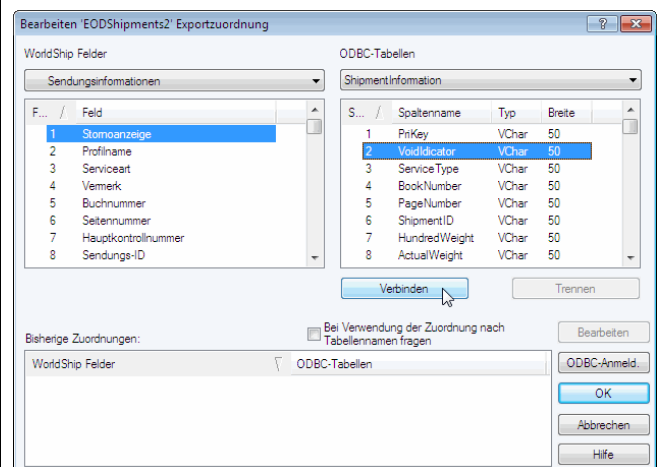 Bearbeiten 'EODShipments2' Exportzuordnung
WorldShip Felder ODBC-Tabellen
Sendungsinformationen ShipmentInformation
F... / Feld S... / Spaltenname Typ Breite
1 Stornoanzeige 1 PriKey VChar 50
2 Profilname 2 VoidIdicator VChar 50
3 Serviceart 3 ServiceType VChar 50
4 Vermerk 4 BookNumber VChar 50
5 Buchnummer 5 PageNumber VChar 50
6 Seitennummer 6 ShipmentID VChar 50
7 Hauptkontrollnummer 7 HundredWeight VChar 50
8 Sendungs-ID 8 ActualWeight VChar 50
Verbinden Trennen
Bisherige Zuordnungen: Bei Verwendung der Zuordnung nach
Tabellennamen fragen
Bearbeiten
WorldShip Felder ODBC-Tabellen
ODBC-Anmeld.
OK
Abbrechen
Hilfe